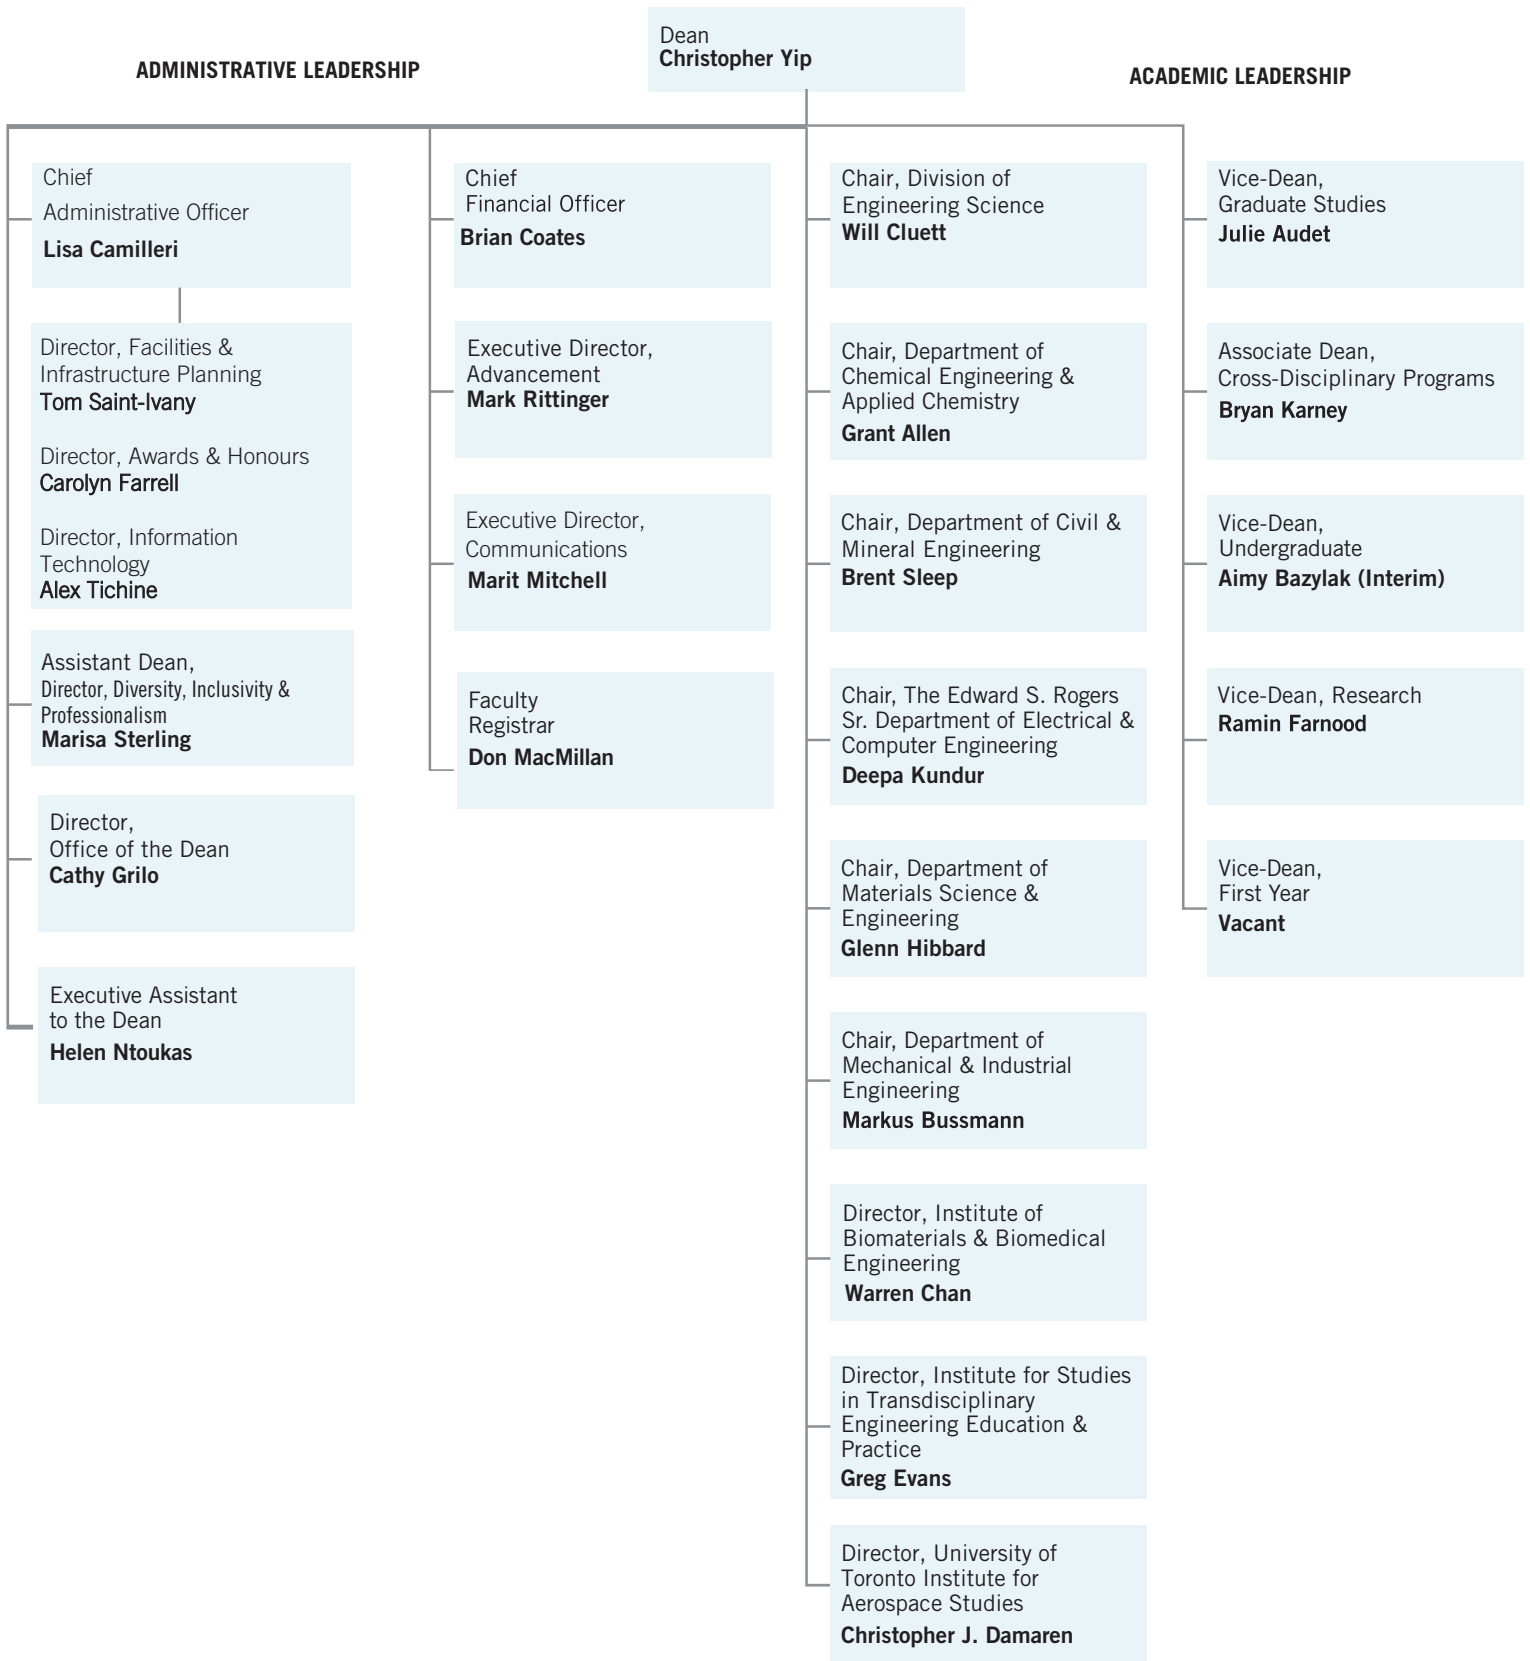 Dean
Christopher Yip
ADMINISTRATIVE LEADERSHIP
ACADEMIC LEADERSHIP
Chief
Administrative Officer
Lisa Camilleri
Director, Facilities &
Infrastructure Planning
Tom Saint-Ivany
Director, Awards & Honours
Carolyn Farrell
Director, Information
Technology
Alex Tichine
Assistant Dean,
Director, Diversity, Inclusivity &
Professionalism
Marisa Sterling
Director,
Office of the Dean
Cathy Grilo
Executive Assistant
to the Dean
Helen Ntoukas
Chief
Financial Officer
Brian Coates
Executive Director,
Advancement
Mark Rittinger
Executive Director,
Communications
Marit Mitchell
Faculty
Registrar
Don MacMillan
Chair, Division of
Engineering Science
Will Cluett
Chair, Department of
Chemical Engineering &
Applied Chemistry
Grant Allen
Chair, Department of Civil &
Mineral Engineering
Brent Sleep
Chair, The Edward S. Rogers
Sr. Department of Electrical &
Computer Engineering
Deepa Kundur
Chair, Department of
Materials Science &
Engineering
Glenn Hibbard
Chair, Department of
Mechanical & Industrial
Engineering
Markus Bussmann
Director, Institute of
Biomaterials & Biomedical
Engineering
Warren Chan
Director, Institute for Studies
in Transdisciplinary
Engineering Education &
Practice
Greg Evans
Director, University of
Toronto Institute for
Aerospace Studies
Christopher J. Damaren
Vice-Dean,
Graduate Studies
Julie Audet
Associate Dean,
Cross-Disciplinary Programs
Bryan Karney
Vice-Dean,
Undergraduate
Aimy Bazylak (Interim)
Vice-Dean, Research
Ramin Farnood
Vice-Dean,
First Year
Vacant